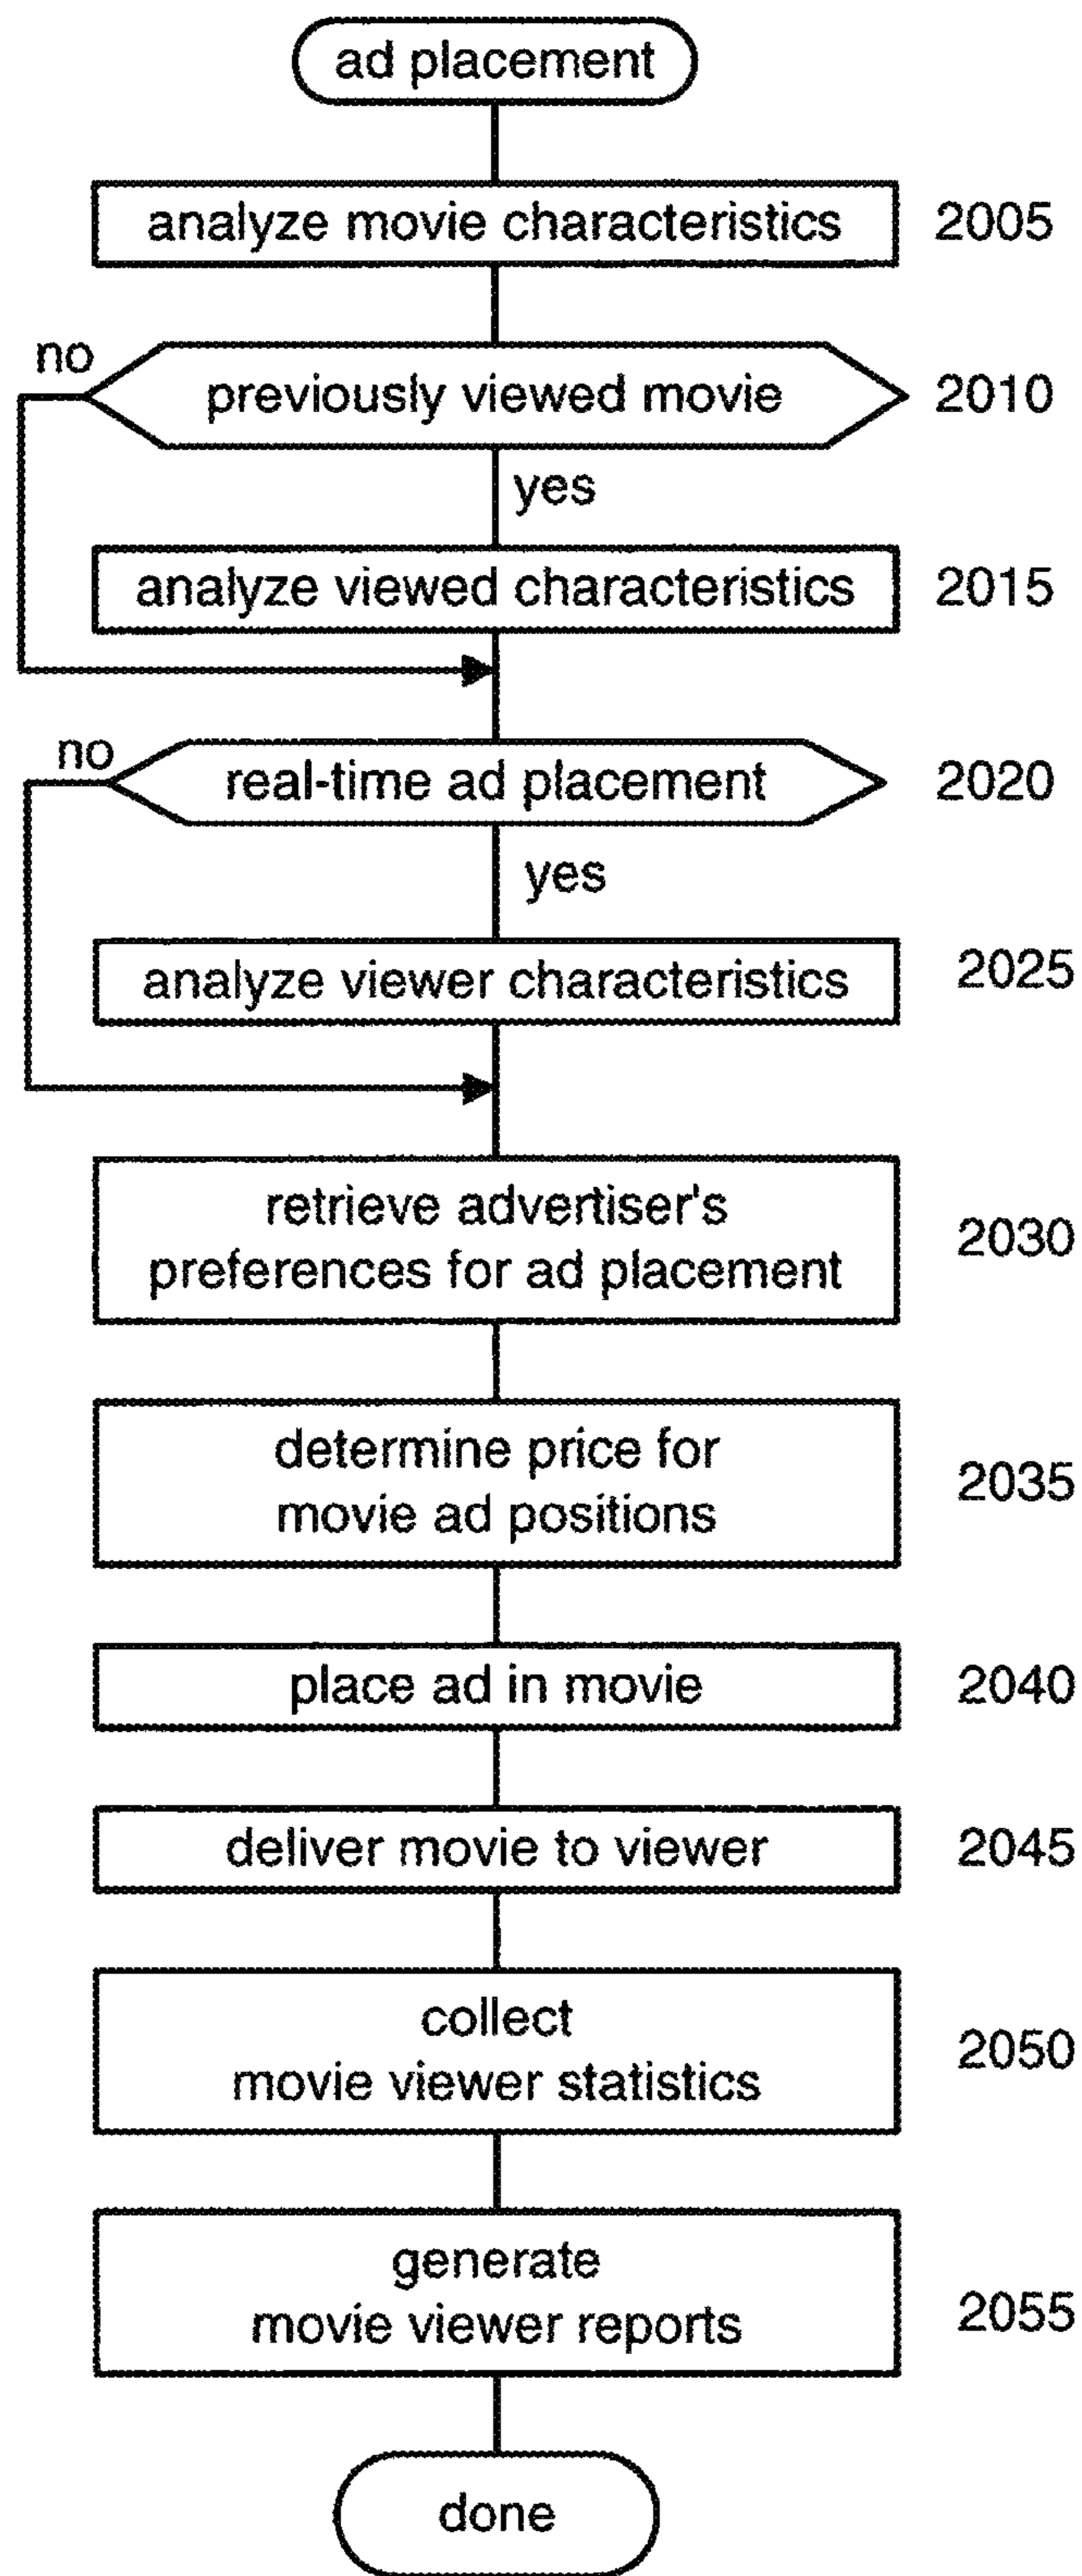 ad placement
analyze movie characteristics 2005
no
previously viewed movie 2010
yes
analyze viewed characteristics 2015
no
real-time ad placement 2020
yes
analyze viewer characteristics 2025
retrieve advertiser's
preferences for ad placement
2030
determine price for
movie ad positions
2035
place ad in movie 2040
deliver movie to viewer 2045
collect
movie viewer statistics
2050
generate
movie viewer reports
2055
done